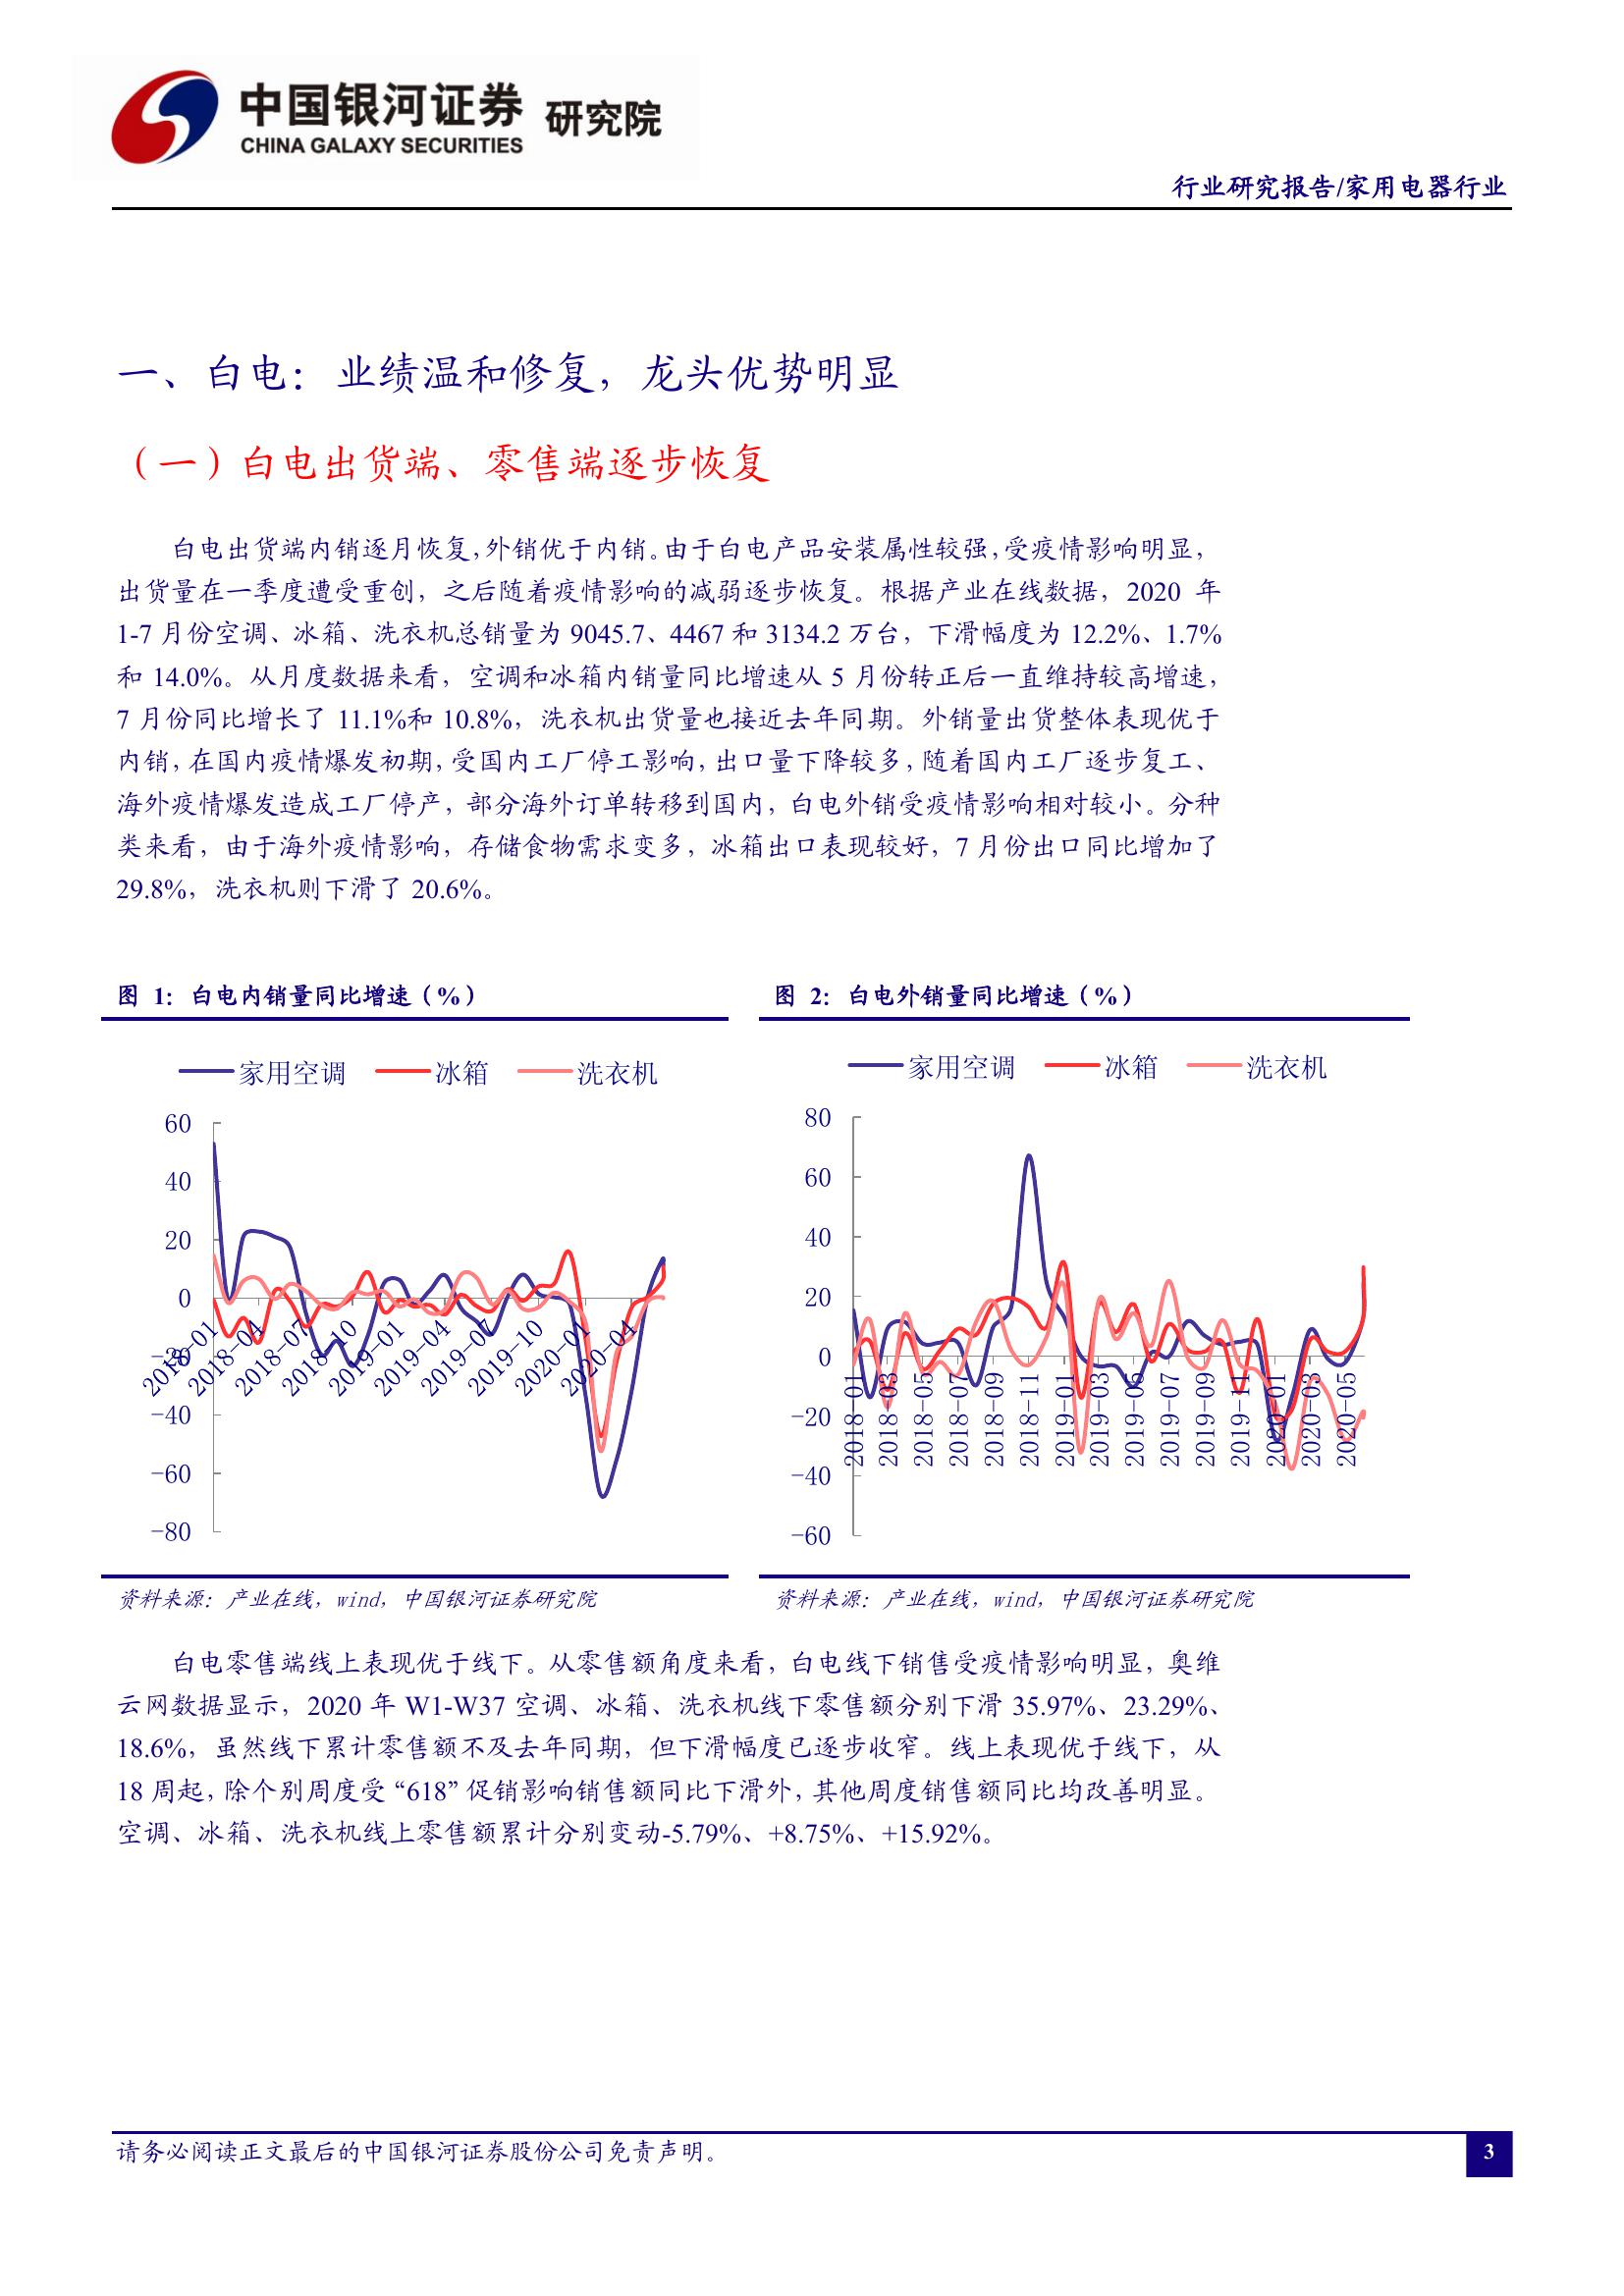 中国银河证券 研究院
CHINA GALAXY SECURITIES
行业研究报告/家用电器行业
一、白电：业绩温和修复，龙头优势明显
（一）白电出货端、零售端逐步恢复
白电出货端内销逐月恢复，外销优于内销。由于白电产品安装属性较强，受疫情影响明显，
出货量在一季度遭受重创，之后随着疫情影响的减弱逐步恢复。根据产业在线数据，2020 年
1-7 月份空调、冰箱、洗衣机总销量为 9045.7、4467 和 3134.2 万台，下滑幅度为 12.2%、1.7%
和 14.0%。从月度数据来看，空调和冰箱内销量同比增速从 5 月份转正后一直维持较高增速，
7 月份同比增长了 11.1%和 10.8%，洗衣机出货量也接近去年同期。外销量出货整体表现优于
内销，在国内疫情爆发初期，受国内工厂停工影响，出口量下降较多，随着国内工厂逐步复工、
海外疫情爆发造成工厂停产，部分海外订单转移到国内，白电外销受疫情影响相对较小。分种
类来看，由于海外疫情影响，存储食物需求变多，冰箱出口表现较好，7 月份出口同比增加了
29.8%，洗衣机则下滑了 20.6%。
图 1：白电内销量同比增速（%）
家用空调 冰箱 洗衣机
60
40
20
0
-20
-40
-60
-80
2018-01 2018-04 2018-07 2018-10 2019-01 2019-04 2019-07 2019-10 2020-01 2020-04
资料来源：产业在线，wind，中国银河证券研究院
图 2：白电外销量同比增速（%）
家用空调 冰箱 洗衣机
80
60
40
20
0
-20
-40
-60
2018-01 2018-03 2018-05 2018-07 2018-09 2018-11 2019-01 2019-03 2019-05 2019-07 2019-09 2019-11 2020-01 2020-03 2020-05
资料来源：产业在线，wind，中国银河证券研究院
白电零售端线上表现优于线下。从零售额角度来看，白电线下销售受疫情影响明显，奥维
云网数据显示，2020 年 W1-W37 空调、冰箱、洗衣机线下零售额分别下滑 35.97%、23.29%、
18.6%，虽然线下累计零售额不及去年同期，但下滑幅度已逐步收窄。线上表现优于线下，从
18 周起，除个别周度受 “618” 促销影响销售额同比下滑外，其他周度销售额同比均改善明显。
空调、冰箱、洗衣机线上零售额累计分别变动-5.79%、+8.75%、+15.92%。
请务必阅读正文最后的中国银河证券股份公司免责声明。
3